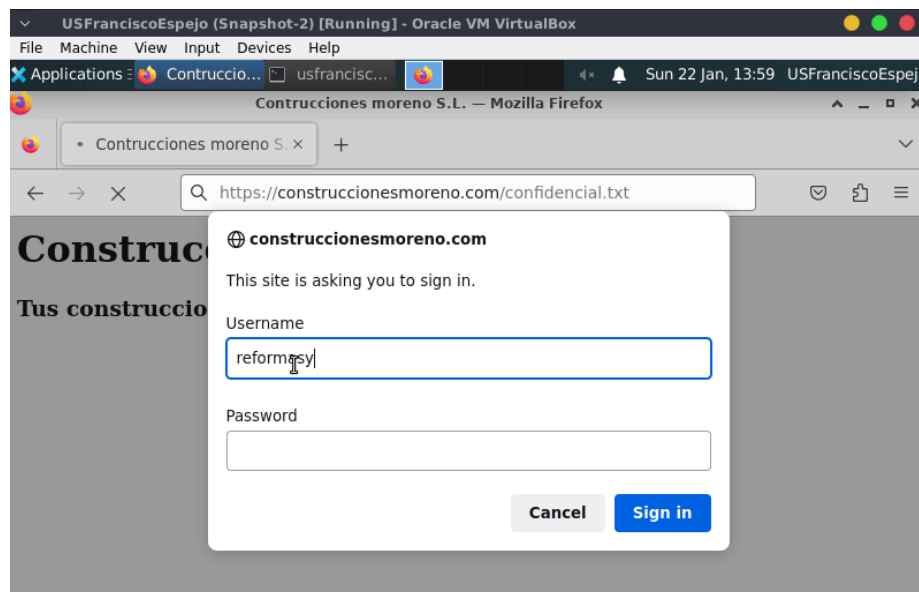 USFranciscoEspejo (Snapshot-2) [Running] - Oracle VM VirtualBox
File Machine View Input Devices Help
Applications Contruccio... usfrancisc... Sun 22 Jan, 13:59 USFranciscoEspej
Contrucciones moreno S.L. — Mozilla Firefox
Contrucciones moreno S.
https://construccionesmoreno.com/confidencial.txt
Construc
Tus construccio
construccionesmoreno.com
This site is asking you to sign in.
Username
reformasy
Password
Cancel Sign in